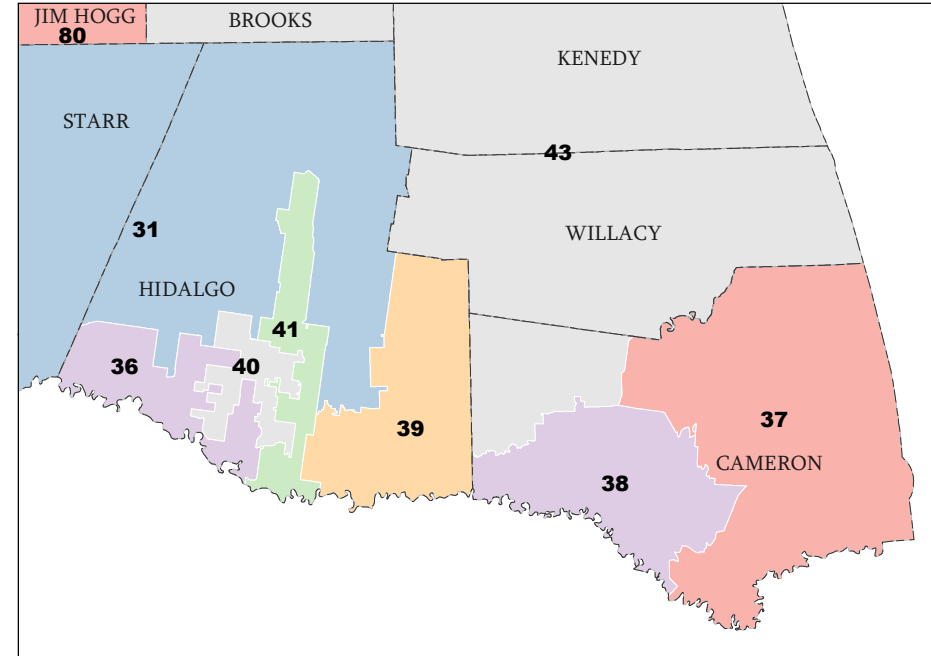 JIM HOGG
80
BROOKS
KENEDY
STARR
43
31
WILLACY
HIDALGO
41
36
40
37
39
CAMERON
38